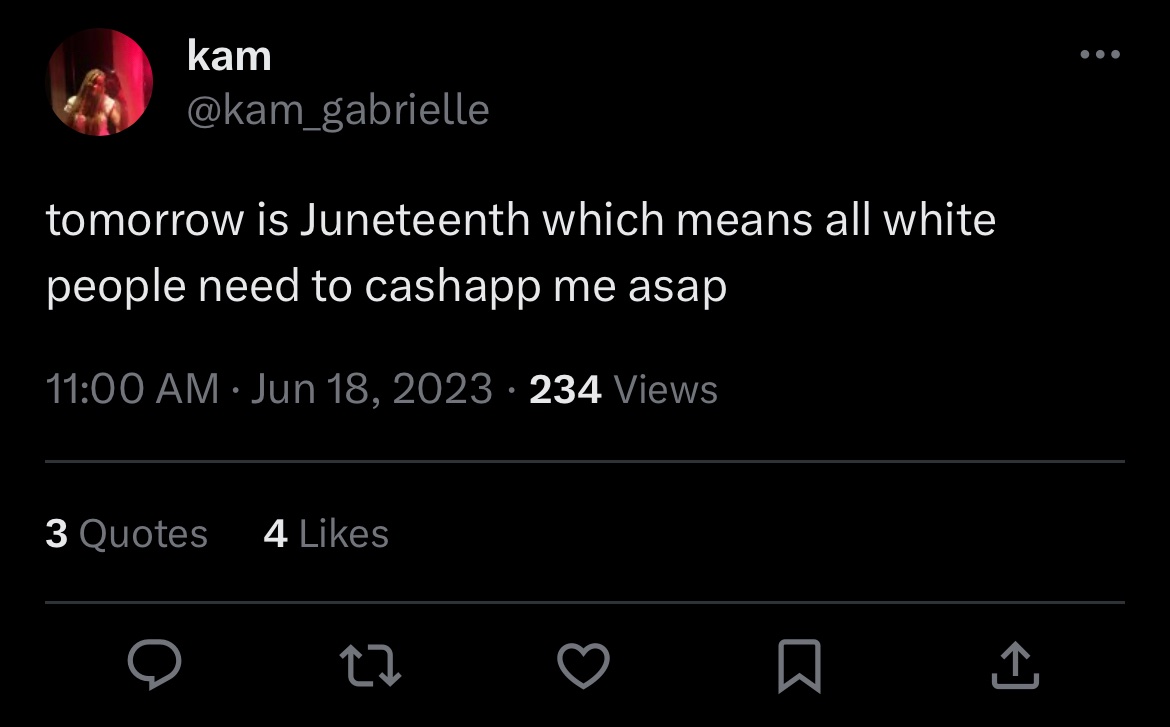 kam
@kam_gabrielle
tomorrow is Juneteenth which means all white
people need to cashapp me asap
11:00 AM · Jun 18, 2023 · 234 Views
3 Quotes 4 Likes